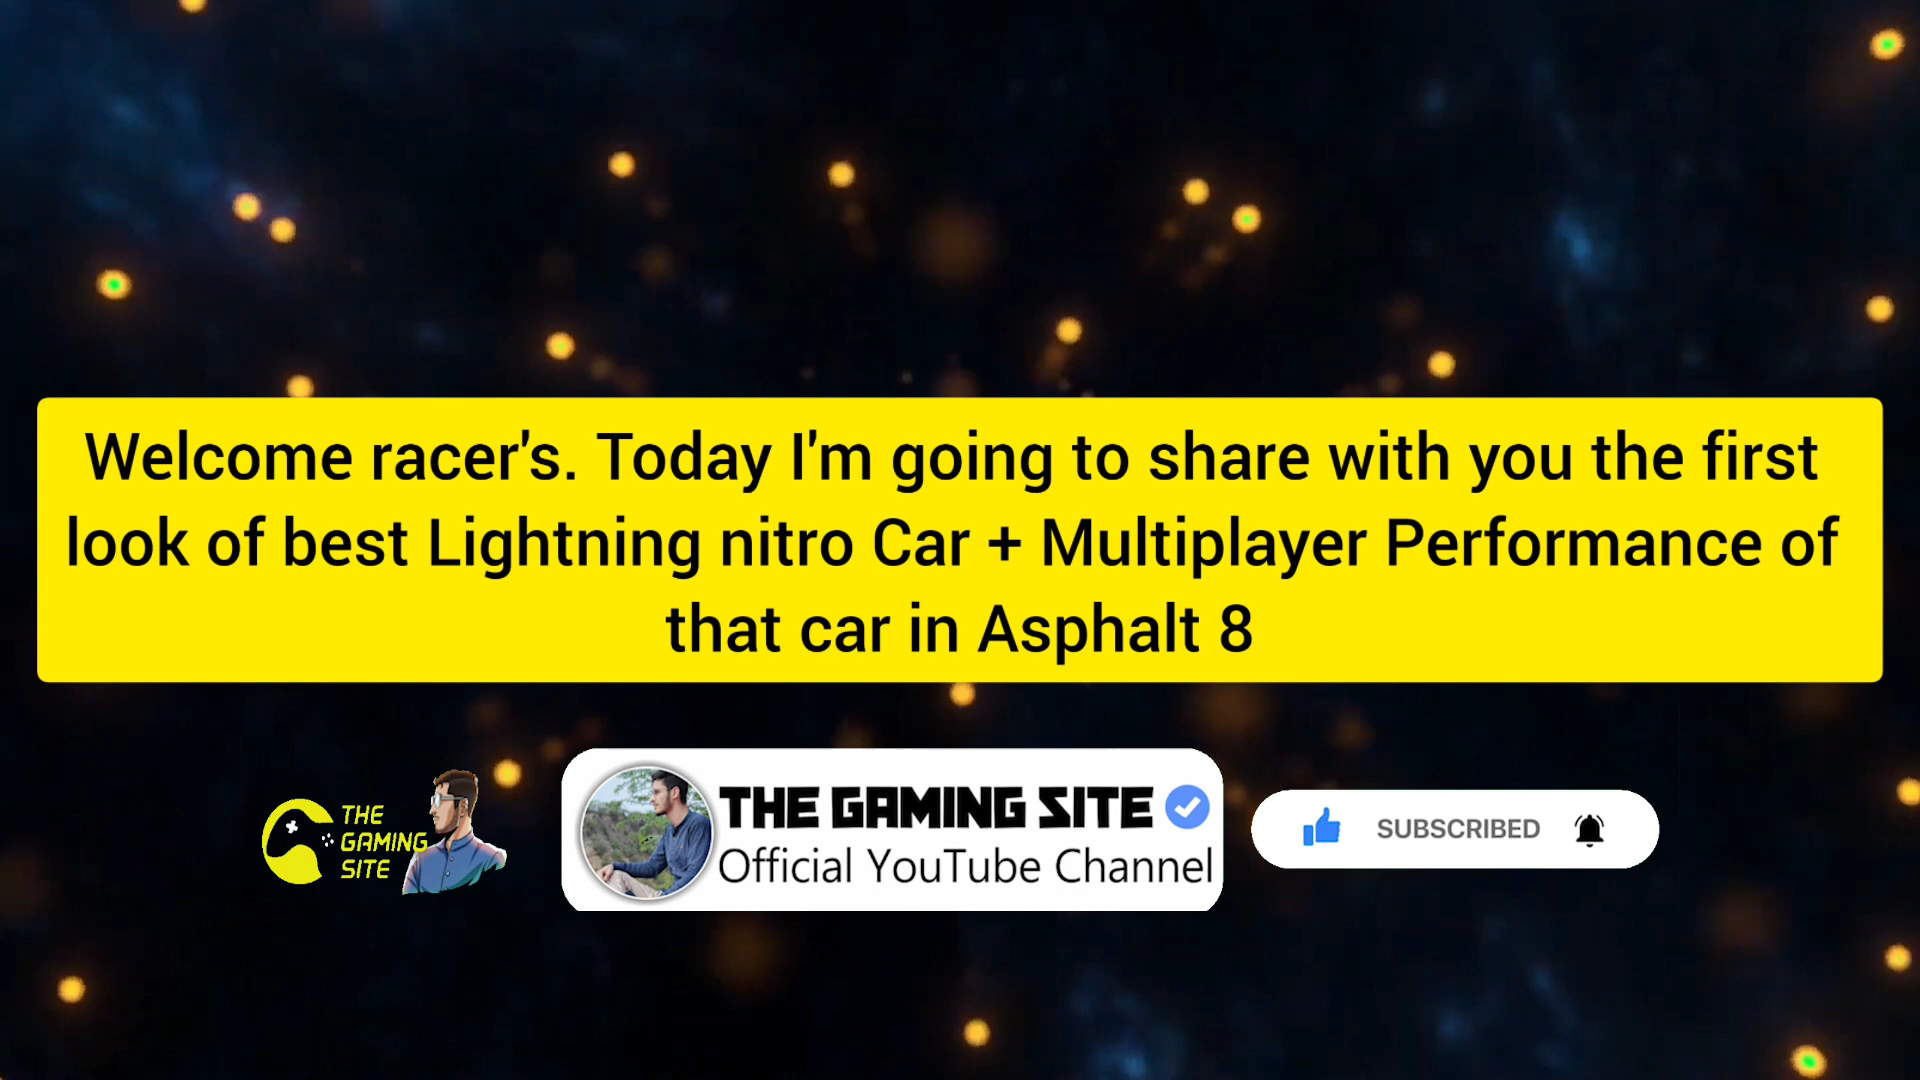 Welcome racer's. Today I'm going to share with you the first
look of best Lightning nitro Car + Multiplayer Performance of
that car in Asphalt 8
THE
GAMING
SITE
THE GAMING SITE
Official YouTube Channel
SUBSCRIBED